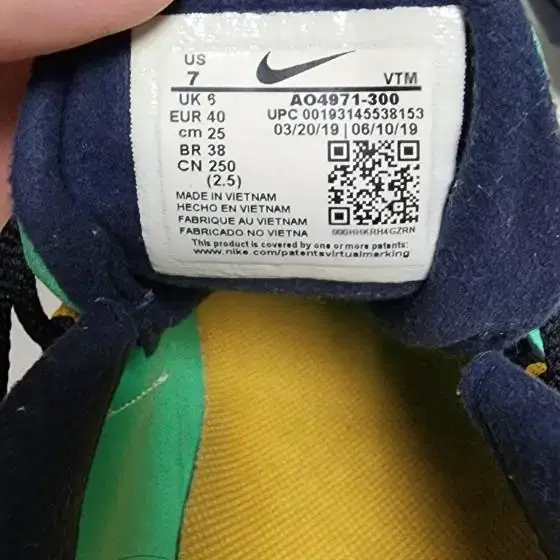 US
7
VTM
UK 6
EUR 40
cm 25
BR 38
CN 250
(2.5)
AO4971-300
UPC 00193145538153
03/20/19 | 06/10/19
MADE IN VIETNAM
HECHO EN VIETNAM
FABRIQUE AU VIETNAM
FABRICADO NO VIETNA
000HHKRH4GZRN
This product is covered by one or more patents:
www.nike.com/patentsvirtualmarking